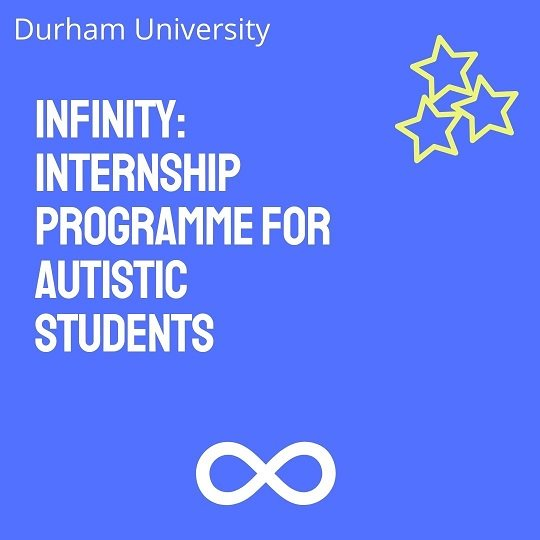 Durham University
INFINITY:
INTERNSHIP
PROGRAMME FOR
AUTISTIC
STUDENTS